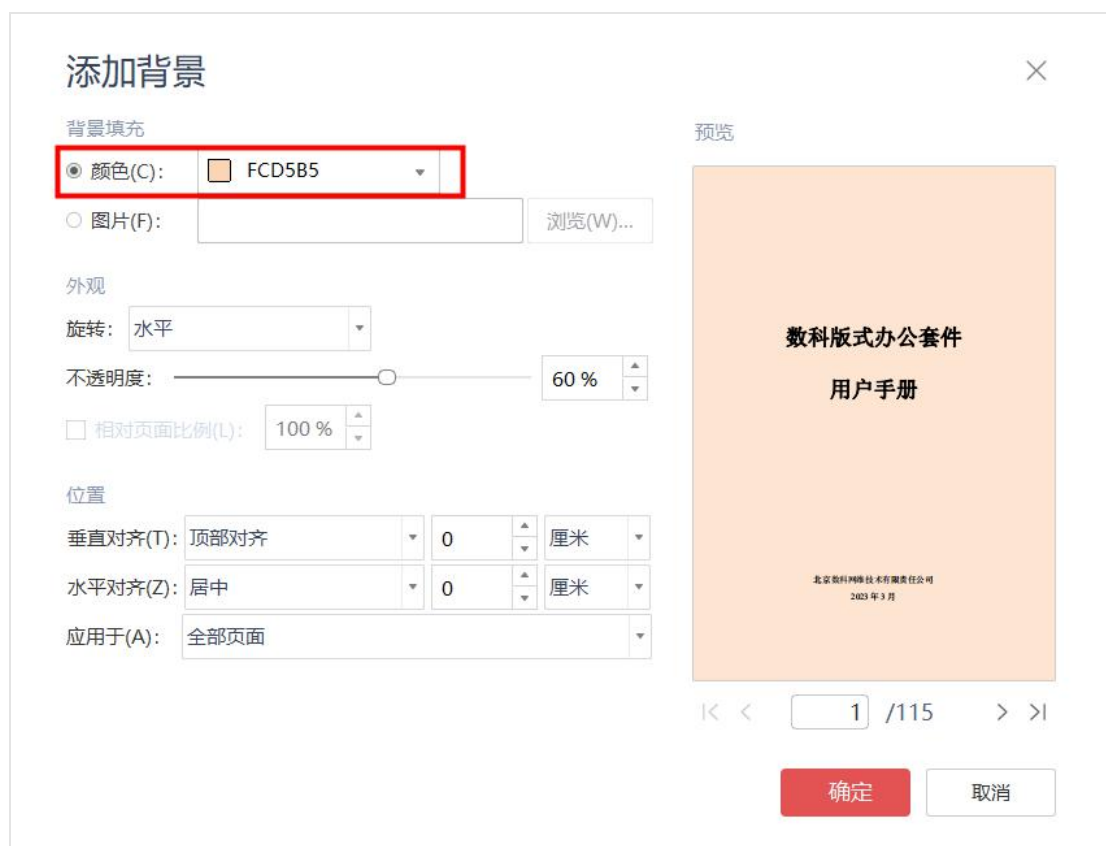 添加背景
背景填充
颜色(C): FCD5B5
图片(F): 浏览(W)...
外观
旋转: 水平
不透明度: 60 %
相对页面比例(L): 100 %
位置
垂直对齐(T): 顶部对齐 0 厘米
水平对齐(Z): 居中 0 厘米
应用于(A): 全部页面
预览
数科版式办公套件
用户手册
北京数科网维技术有限责任公司
2023 年 3 月
1 /115
确定 取消